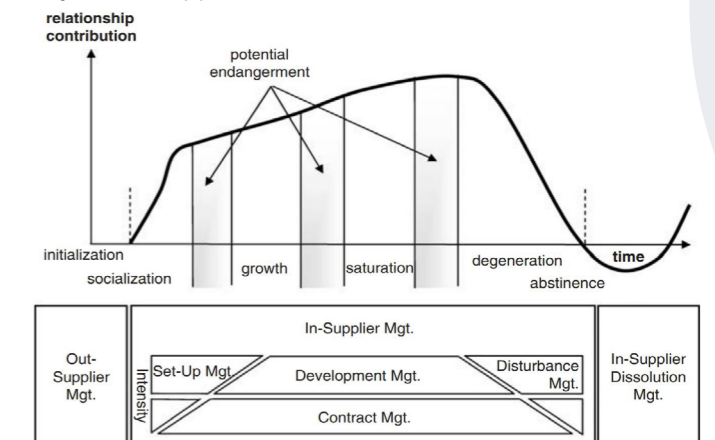 relationship
contribution
potential
endangerment
initialization
socialization
growth
saturation
degeneration
time
abstinence
Out-
Supplier
Mgt.
In-Supplier Mgt.
In-Supplier
Dissolution
Mgt.
Intensity
Set-Up Mgt.
Development Mgt.
Disturbance
Mgt.
Contract Mgt.